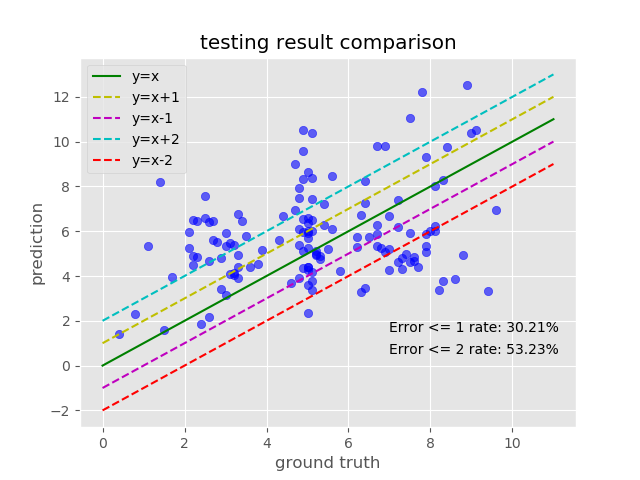 testing result comparison
y=x
y=x+1
y=x-1
y=x+2
y=x-2
12
10
8
6
4
2
0
−2
prediction
Error <= 1 rate: 30.21%
Error <= 2 rate: 53.23%
0 2 4 6 8 10
ground truth